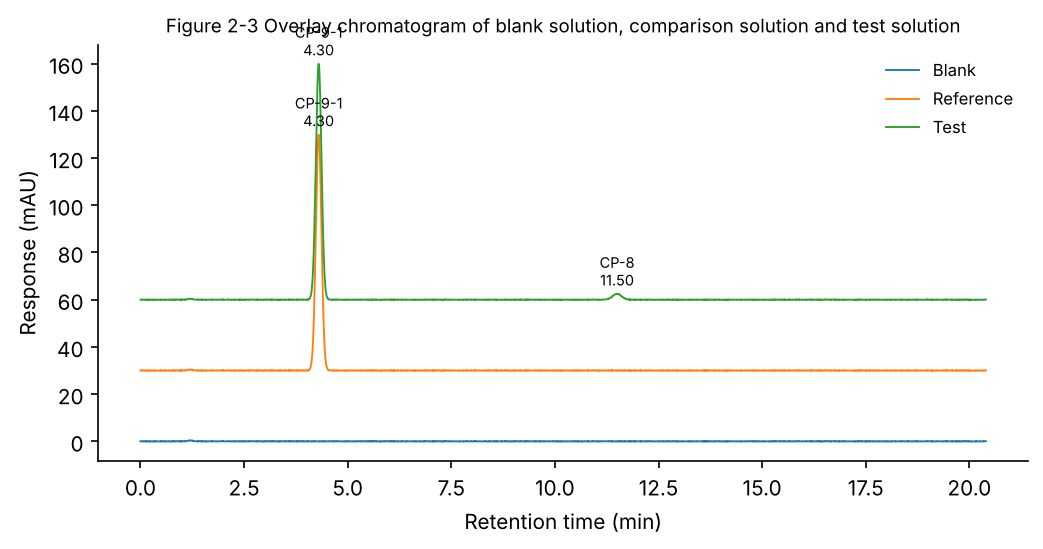 Figure 2-3 Overlay chromatogram of blank solution, comparison solution and test solution
CP-9-1
4.30
CP-9-1
4.30
CP-8
11.50
Blank
Reference
Test
Response (mAU)
160
140
120
100
80
60
40
20
0
0.0 2.5 5.0 7.5 10.0 12.5 15.0 17.5 20.0
Retention time (min)